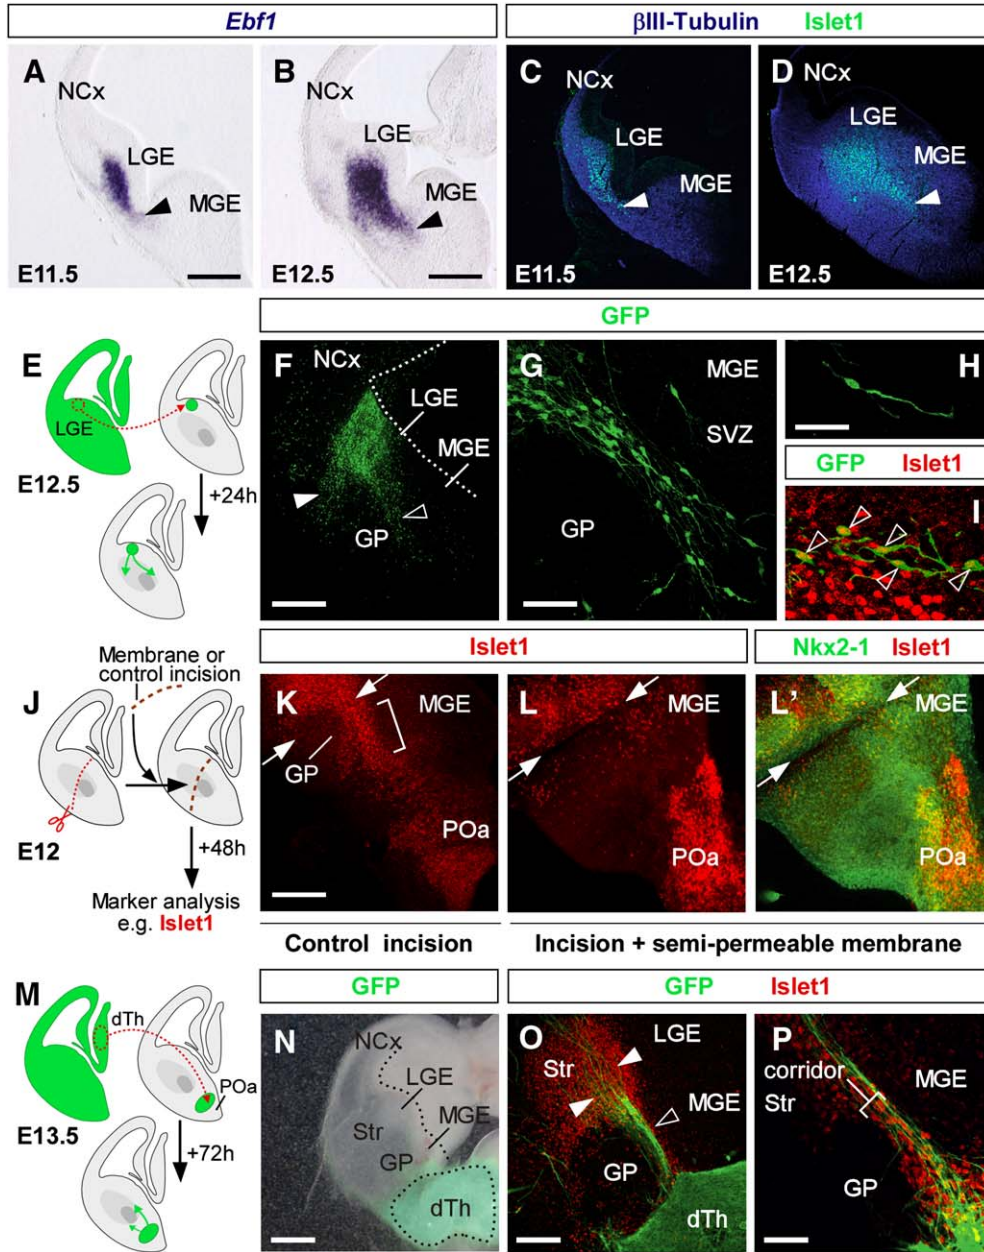 Ebf1
βIII-Tubulin Islet1
A
NCx
LGE
MGE
E11.5
B
NCx
LGE
MGE
E12.5
C
LGE
MGE
E11.5
D
NCx
LGE
MGE
E12.5
GFP
E
LGE
E12.5
+24h
F
NCx
LGE
MGE
GP
G
MGE
SVZ
GP
H
GFP Islet1
I
Islet1
Nkx2-1 Islet1
J
Membrane or
control incision
E12
+48h
Marker analysis
e.g. Islet1
K
MGE
GP
POa
L
MGE
POa
L'
MGE
POa
Control incision
Incision + semi-permeable membrane
GFP
GFP Islet1
M
dTh
POa
E13.5
+72h
N
NCx
LGE
MGE
Str
GP
dTh
O
LGE
Str
MGE
GP
dTh
P
corridor
MGE
Str
GP